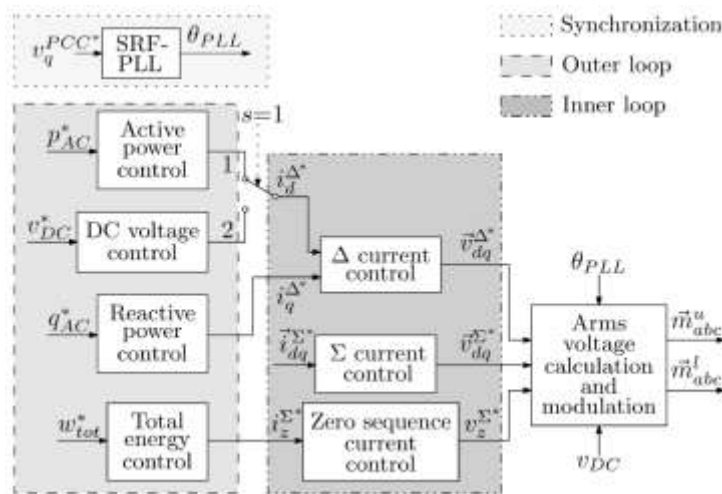 v_q^{PCC*}
SRF-
PLL
θ_{PLL}
Synchronization
Outer loop
Inner loop
p*_{AC}
Active
power
control
1
s=1
i_d^{Δ*}
v*_{DC}
DC voltage
control
2
Δ current
control
v⃗_{dq}^{Δ*}
q*_{AC}
Reactive
power
control
i_q^{Δ*}
i⃗_{dq}^{Σ*}
Σ current
control
v⃗_{dq}^{Σ*}
w*_{tot}
Total
energy
control
i_z^{Σ*}
Zero sequence
current
control
v_z^{Σ*}
θ_{PLL}
Arms
voltage
calculation
and
modulation
m⃗_{abc}^{u}
m⃗_{abc}^{l}
v_{DC}